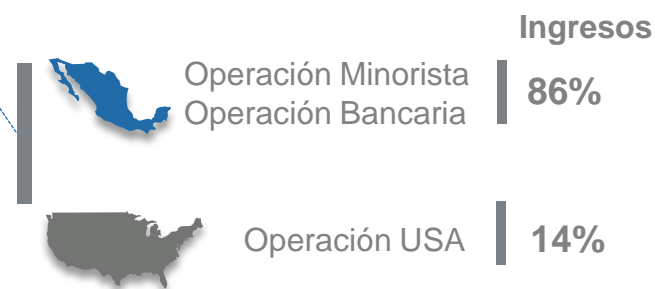 Ingresos
Operación Minorista
Operación Bancaria
86%
Operación USA
14%